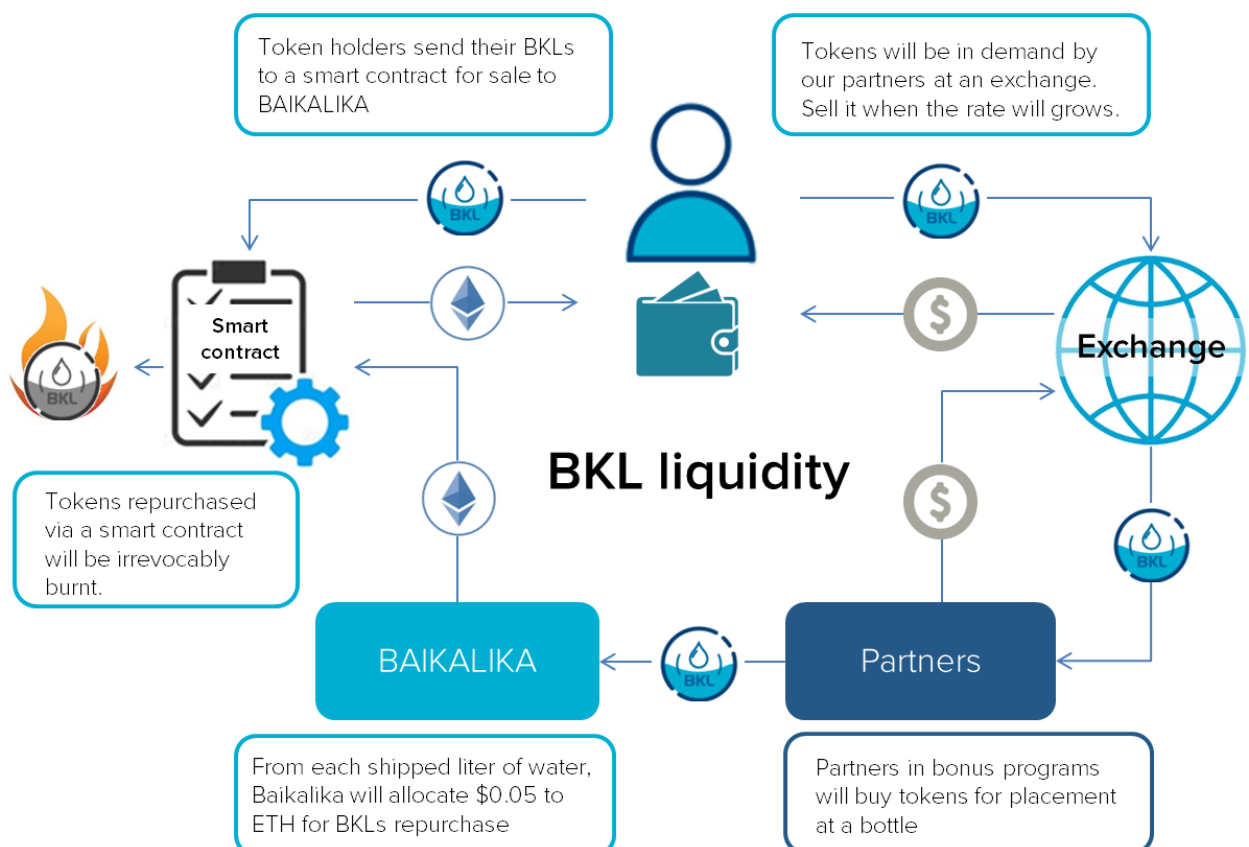 Token holders send their BKLs
to a smart contract for sale to
BAIKALIKA
Tokens will be in demand by
our partners at an exchange.
Sell it when the rate will grows.
BKL
BKL
Smart
contract
$
Exchange
BKL
BKL liquidity
$
Tokens repurchased
via a smart contract
will be irrevocably
burnt.
BKL
BAIKALIKA
BKL
Partners
From each shipped liter of water,
Baikalika will allocate $0.05 to
ETH for BKLs repurchase
Partners in bonus programs
will buy tokens for placement
at a bottle